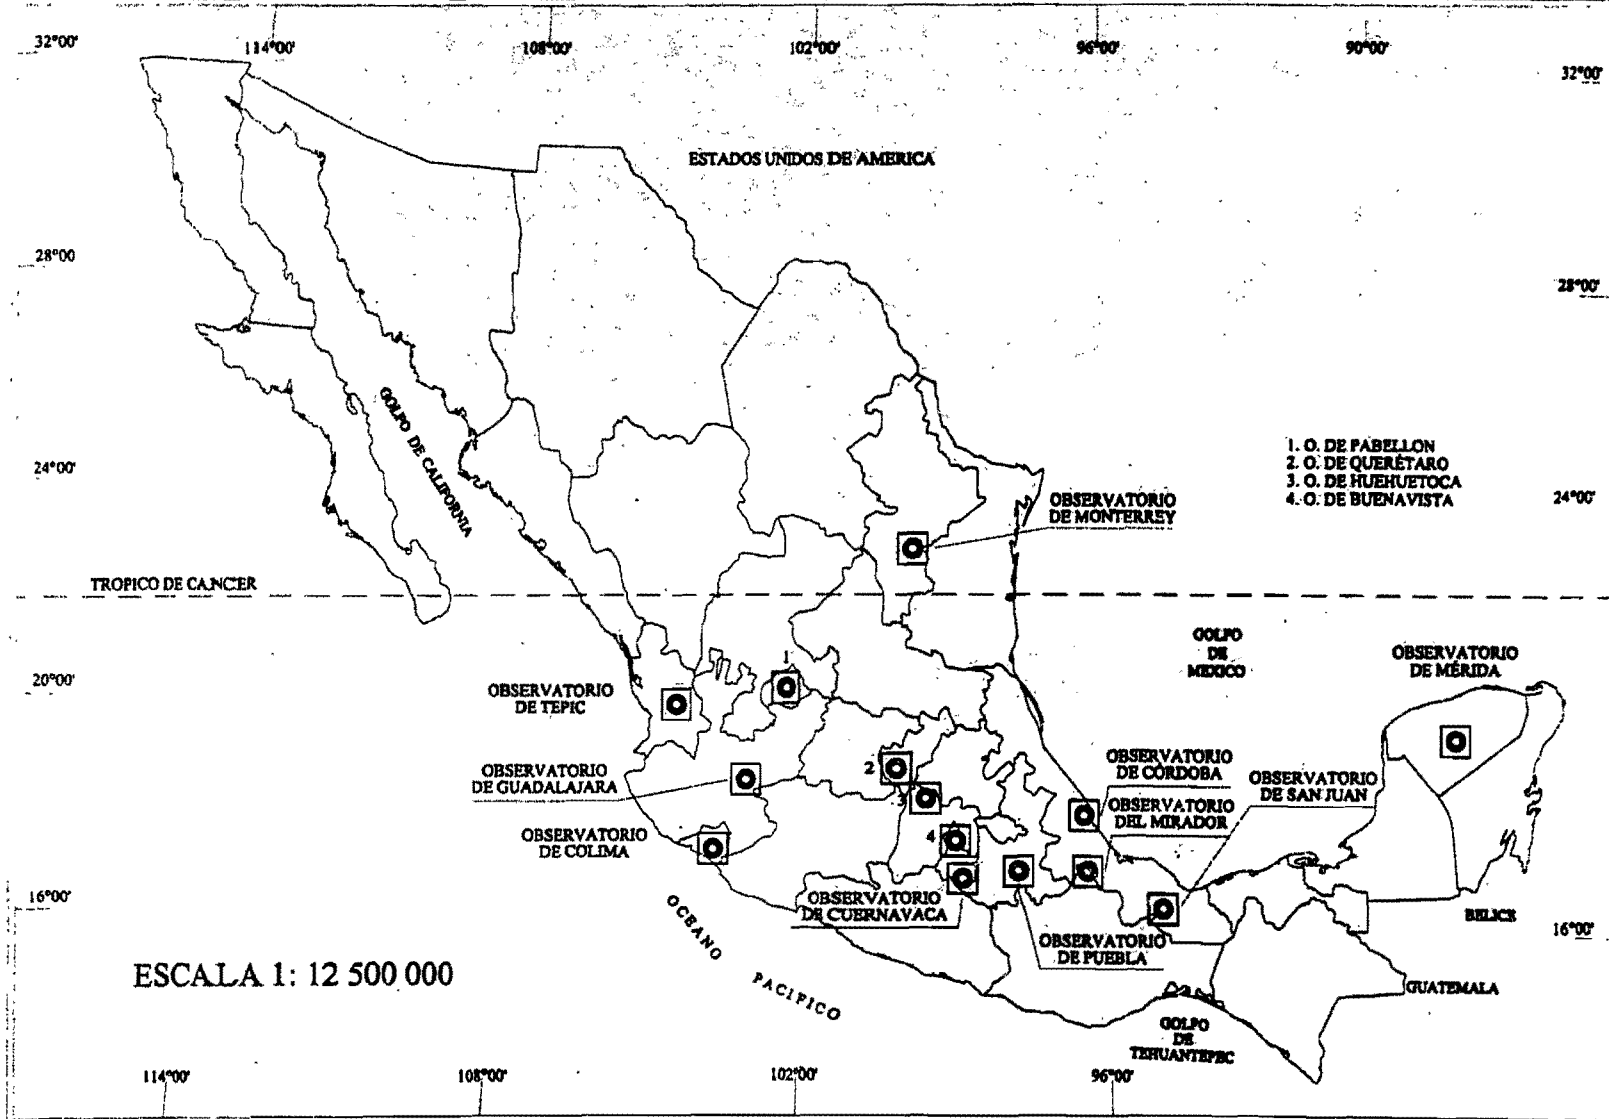 114°00'
108°00'
102°00'
96°00'
90°00'
32°00'
32°00'
ESTADOS UNIDOS DE AMERICA
28°00'
28°00'
GOLFO DE CALIFORNIA
24°00'
1. O. DE PABELLON
2. O. DE QUERÉTARO
3. O. DE HUEHUETOCA
4. O. DE BUENAVISTA
24°00'
OBSERVATORIO
DE MONTERREY
TROPICO DE CANCER
GOLFO
DE
MEXICO
OBSERVATORIO
DE MÉRIDA
20°00'
OBSERVATORIO
DE TEPIC
1
OBSERVATORIO
DE GUADALAJARA
2
3
OBSERVATORIO
DE CÓRDOBA
OBSERVATORIO
DE SAN JUAN
OBSERVATORIO
DEL MIRADOR
OBSERVATORIO
DE COLIMA
4
16°00'
OBSERVATORIO
DE CUERNAVACA
OBSERVATORIO
DE PUEBLA
BELICE
16°00'
OCEANO PACIFICO
ESCALA 1: 12 500 000
GUATEMALA
GOLFO
DE
TEHUANTEPEC
114°00'
108°00'
102°00'
96°00'